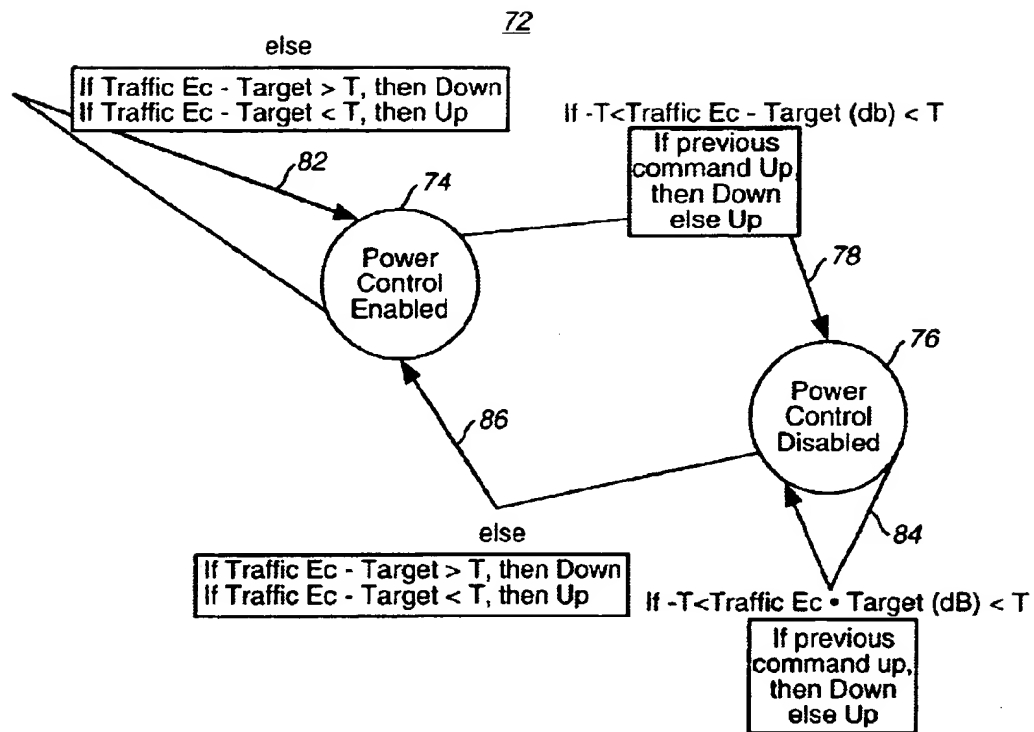 72
else
If Traffic Ec - Target > T, then Down
If Traffic Ec - Target < T, then Up
82
74
Power
Control
Enabled
If -T<Traffic Ec - Target (db) < T
If previous
command Up,
then Down
else Up
78
76
Power
Control
Disabled
86
84
else
If Traffic Ec - Target > T, then Down
If Traffic Ec - Target < T, then Up
If -T<Traffic Ec • Target (dB) < T
If previous
command up,
then Down
else Up